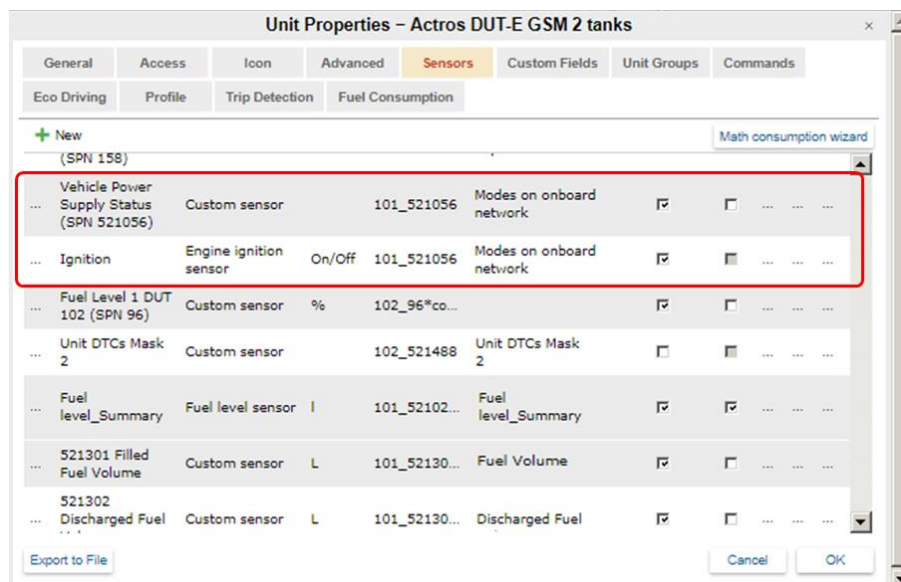 Unit Properties – Actros DUT-E GSM 2 tanks ×
General Access Icon Advanced Sensors Custom Fields Unit Groups Commands
Eco Driving Profile Trip Detection Fuel Consumption
New Math consumption wizard
(SPN 158)
... Vehicle Power Supply Status (SPN 521056) Custom sensor 101_521056 Modes on onboard network ... ... ...
... Ignition Engine ignition sensor On/Off 101_521056 Modes on onboard network ... ... ...
... Fuel Level 1 DUT 102 (SPN 96) Custom sensor % 102_96*co... ... ... ...
... Unit DTCs Mask 2 Custom sensor 102_521488 Unit DTCs Mask 2 ... ... ...
... Fuel level_Summary Fuel level sensor l 101_52102... Fuel level_Summary ... ... ...
... 521301 Filled Fuel Volume Custom sensor L 101_52130... Fuel Volume ... ... ...
... 521302 Discharged Fuel Custom sensor L 101_52130... Discharged Fuel ... ... ...
Export to File Cancel OK